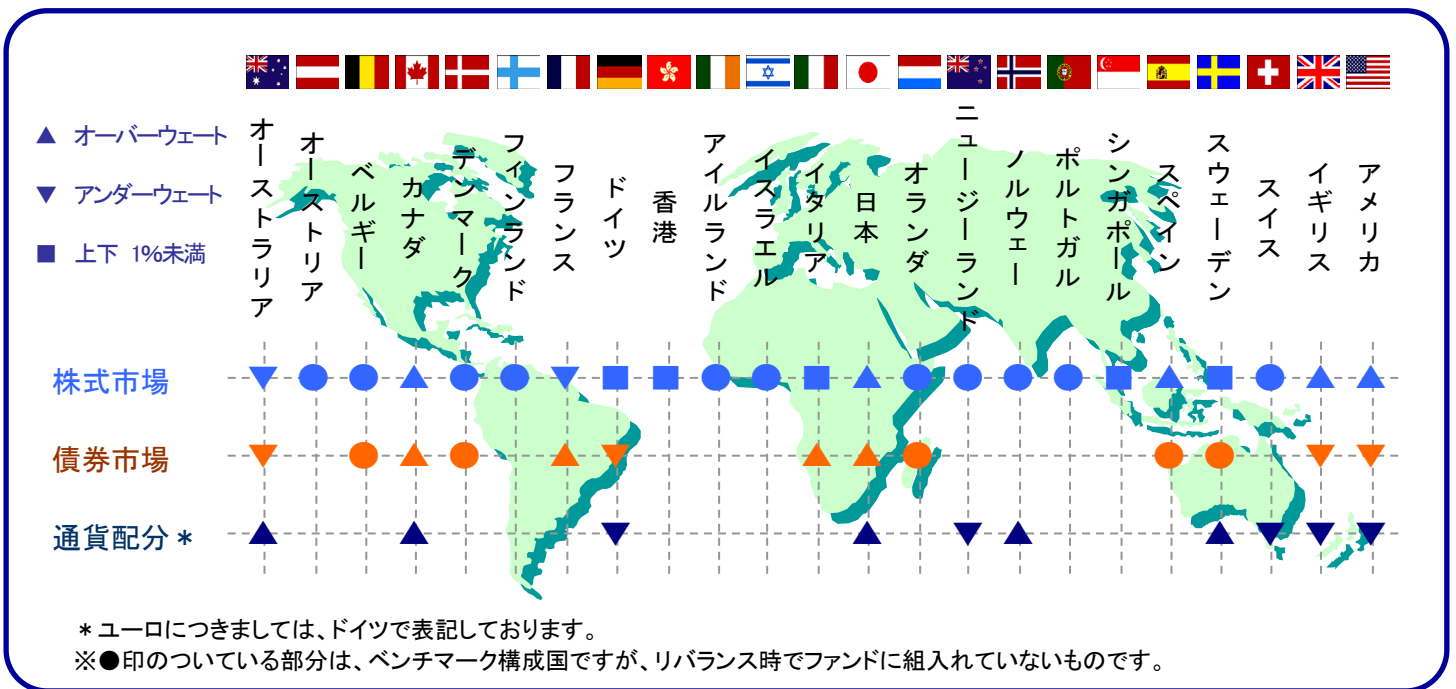 ▲ オーバーウェート
▼ アンダーウェート
■ 上下 1%未満
オーストラリア
オーストリア
ベルギー
カナダ
デンマーク
フィンランド
フランス
ドイツ
香港
アイルランド
イスラエル
イタリア
日本
オランダ
ニュージーランド
ノルウェー
ポルトガル
シンガポール
スペイン
スウェーデン
スイス
イギリス
アメリカ
株式市場
債券市場
通貨配分*
*ユーロにつきましては、ドイツで表記しております。
※●印のついている部分は、ベンチマーク構成国ですが、リバランス時でファンドに組入れていないものです。